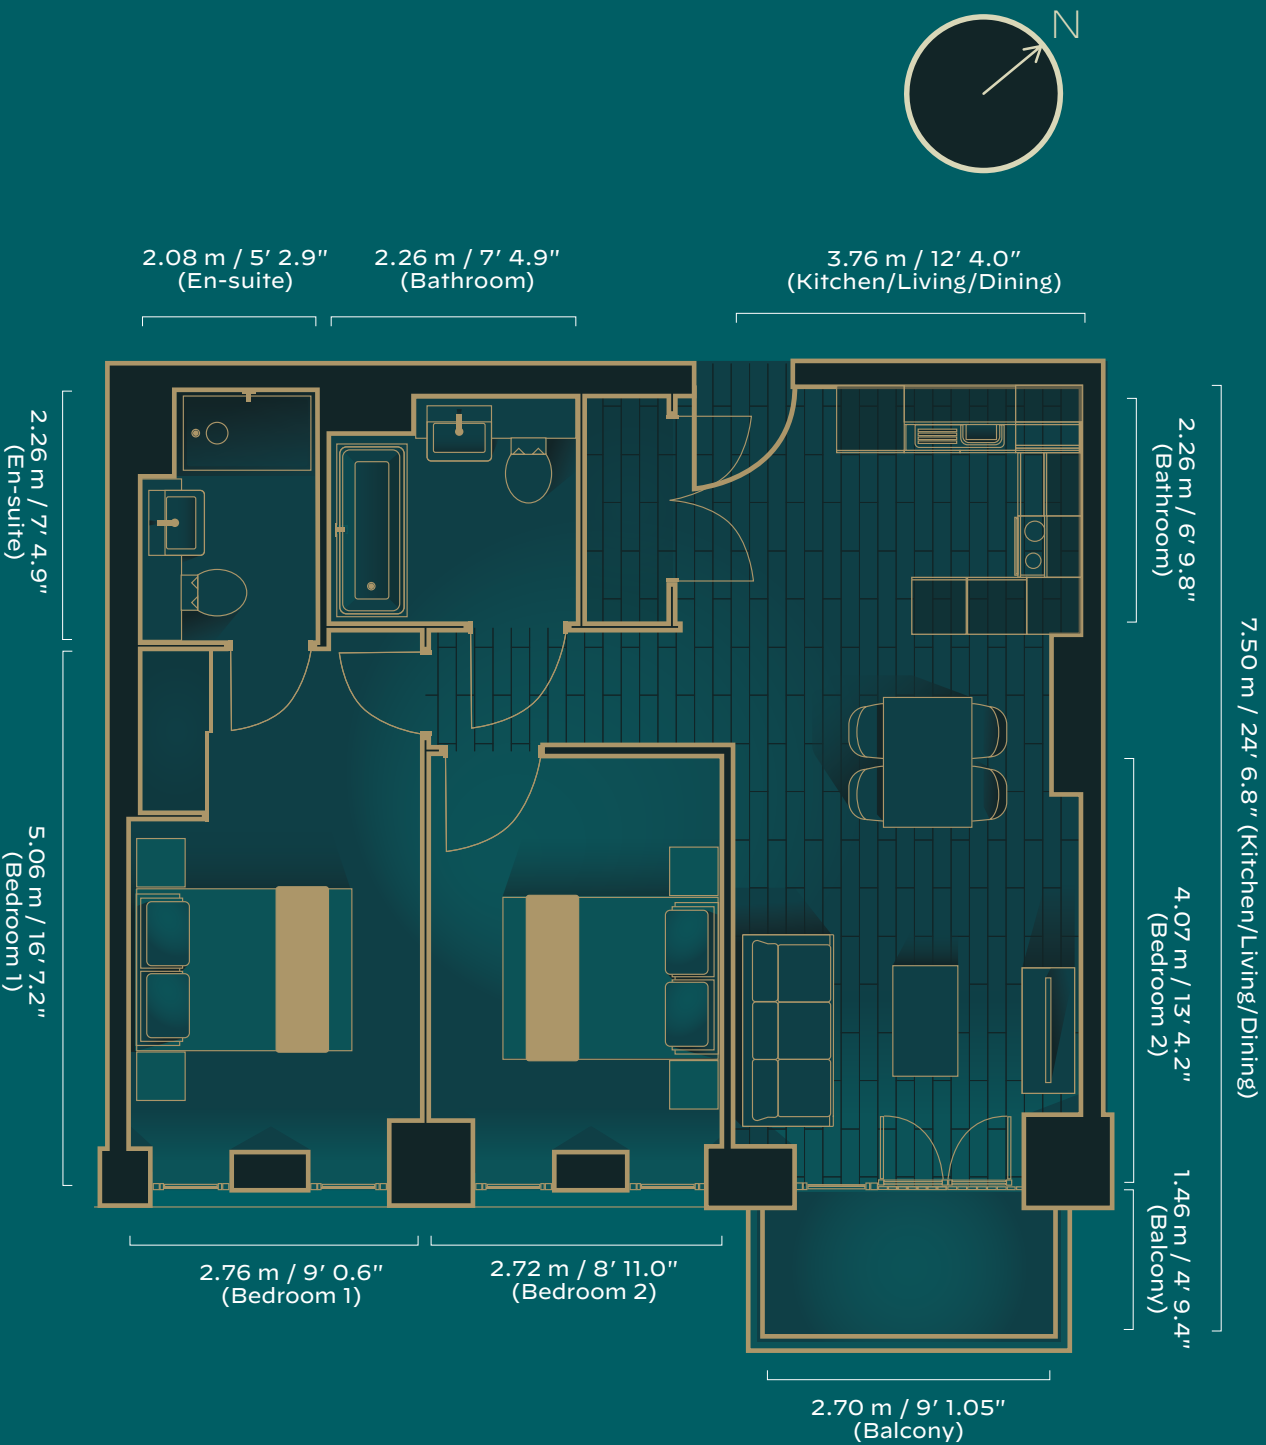 N
2.08 m / 5′ 2.9″
(En-suite)
2.26 m / 7′ 4.9″
(Bathroom)
3.76 m / 12′ 4.0″
(Kitchen/Living/Dining)
2.26 m / 7′ 4.9″
(En-suite)
2.26 m / 6′ 9.8″
(Bathroom)
7.50 m / 24′ 6.8″ (Kitchen/Living/Dining)
5.06 m / 16′ 7.2″
(Bedroom 1)
4.07 m / 13′ 4.2″
(Bedroom 2)
1.46 m / 4′ 9.4″
(Balcony)
2.76 m / 9′ 0.6″
(Bedroom 1)
2.72 m / 8′ 11.0″
(Bedroom 2)
2.70 m / 9′ 1.05″
(Balcony)